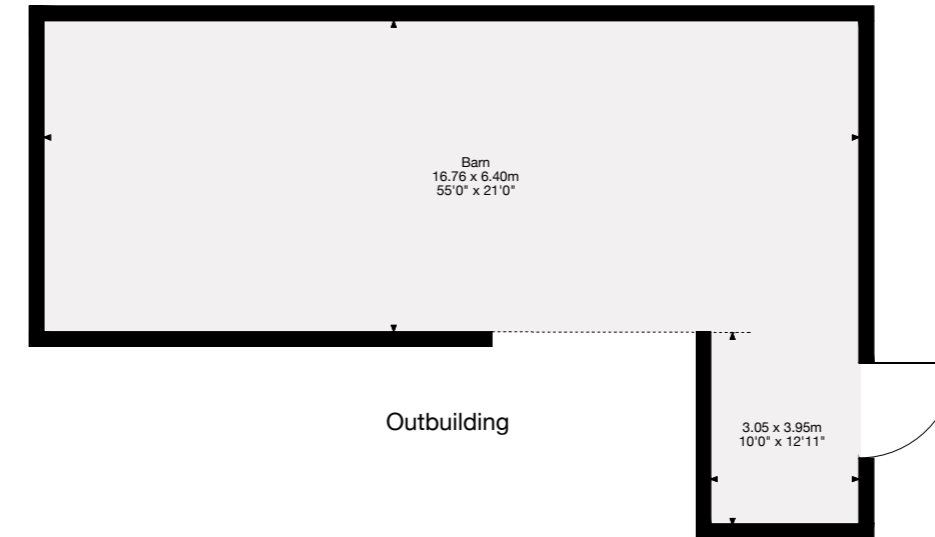 Barn
16.76 x 6.40m
55'0" x 21'0"
Outbuilding
3.05 x 3.95m
10'0" x 12'11"